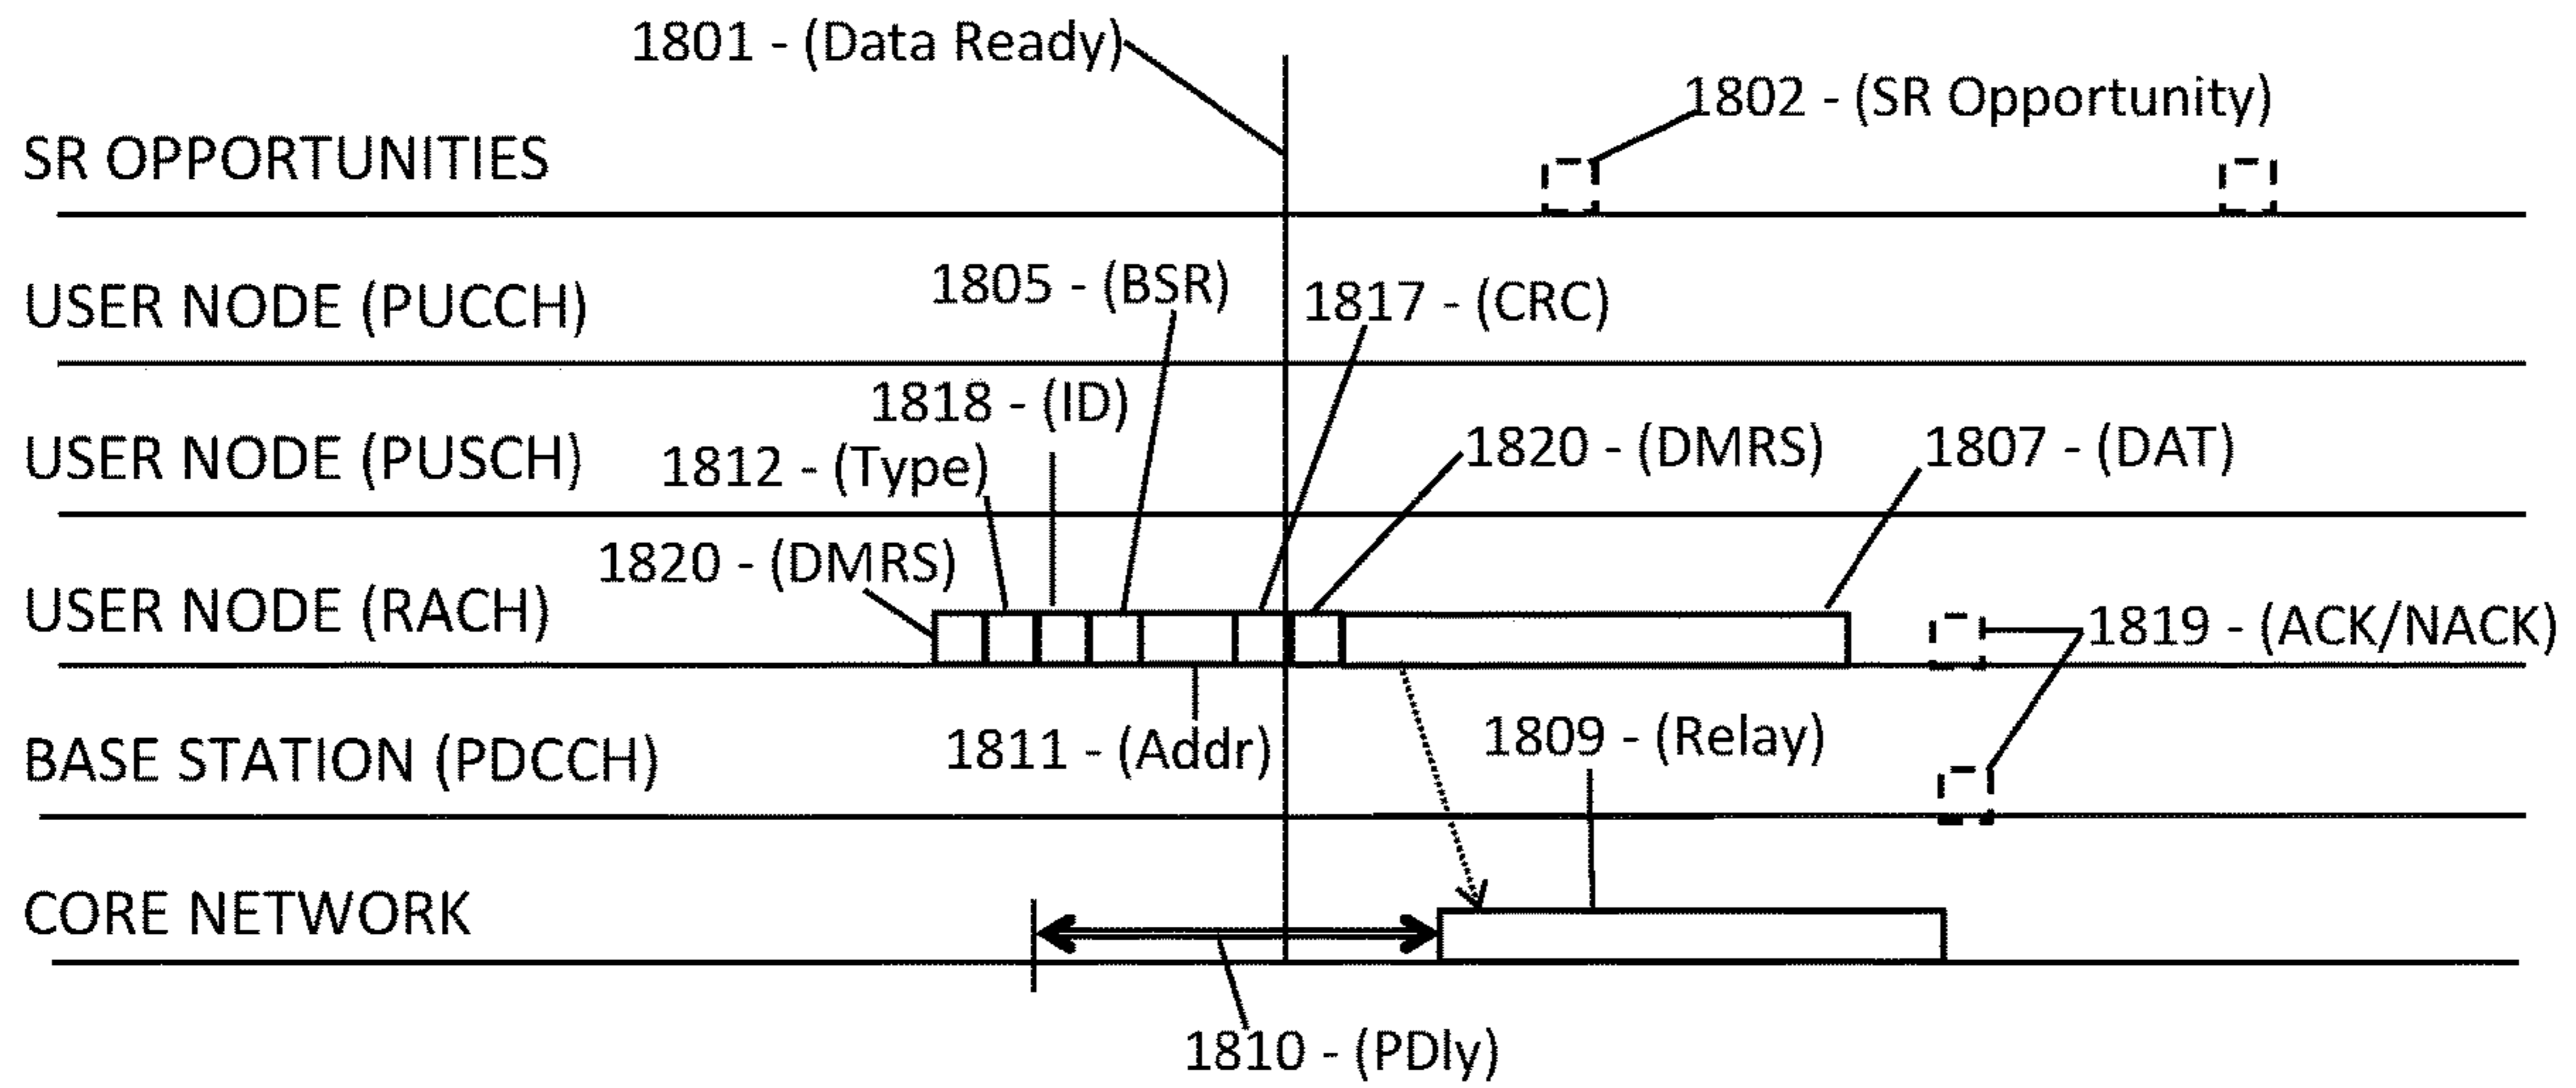 1801 - (Data Ready)
1802 - (SR Opportunity)
SR OPPORTUNITIES
1805 - (BSR)
1817 - (CRC)
USER NODE (PUCCH)
1818 - (ID)
1812 - (Type)
1820 - (DMRS)
1807 - (DAT)
USER NODE (PUSCH)
1820 - (DMRS)
USER NODE (RACH)
1819 - (ACK/NACK)
1811 - (Addr)
1809 - (Relay)
BASE STATION (PDCCH)
CORE NETWORK
1810 - (PDly)